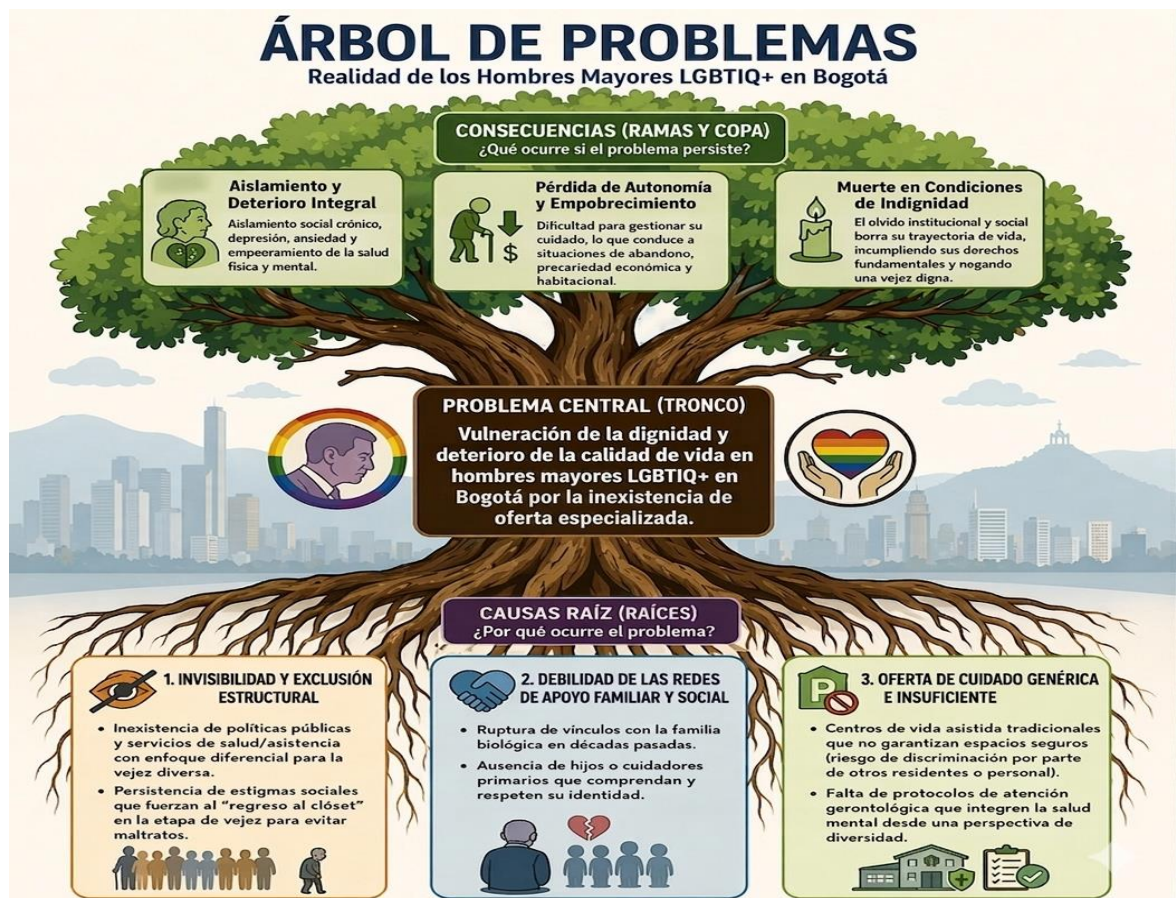 ÁRBOL DE PROBLEMAS
Realidad de los Hombres Mayores LGBTIQ+ en Bogotá
CONSECUENCIAS (RAMAS Y COPA)
¿Qué ocurre si el problema persiste?
Aislamiento y
Deterioro Integral
Aislamiento social crónico,
depresión, ansiedad y
empeeramiento de la salud
física y mental.
Pérdida de Autonomía
y Empobrecimiento
$
Dificultad para gestionar su
cuidado, lo que conduce a
situaciones de abandono,
precariedad económica y
habitacional.
Muerte en Condiciones
de Indignidad
El olvido institucional y social
borra su trayectoria de vida,
incumpliendo sus derechos
fundamentales y negando
una vejez digna.
PROBLEMA CENTRAL (TRONCO)
Vulneración de la dignidad y
deterioro de la calidad de vida en
hombres mayores LGBTIQ+ en
Bogotá por la inexistencia de
oferta especializada.
CAUSAS RAÍZ (RAÍCES)
¿Por qué ocurre el problema?
1. INVISIBILIDAD Y EXCLUSIÓN
ESTRUCTURAL
• Inexistencia de políticas públicas
y servicios de salud/asistencia
con enfoque diferencial para la
vejez diversa.
• Persistencia de estigmas sociales
que fuerzan al “regreso al clóset”
en la etapa de vejez para evitar
maltratos.
2. DEBILIDAD DE LAS REDES
DE APOYO FAMILIAR Y SOCIAL
• Ruptura de vínculos con la familia
biológica en décadas pasadas.
• Ausencia de hijos o cuidadores
primarios que comprendan y
respeten su identidad.
P
3. OFERTA DE CUIDADO GENÉRICA
E INSUFICIENTE
• Centros de vida asistida tradicionales
que no garantizan espacios seguros
(riesgo de discriminación por parte
de otros residentes o personal).
• Falta de protocolos de atención
gerontológica que integren la salud
mental desde una perspectiva de
diversidad.